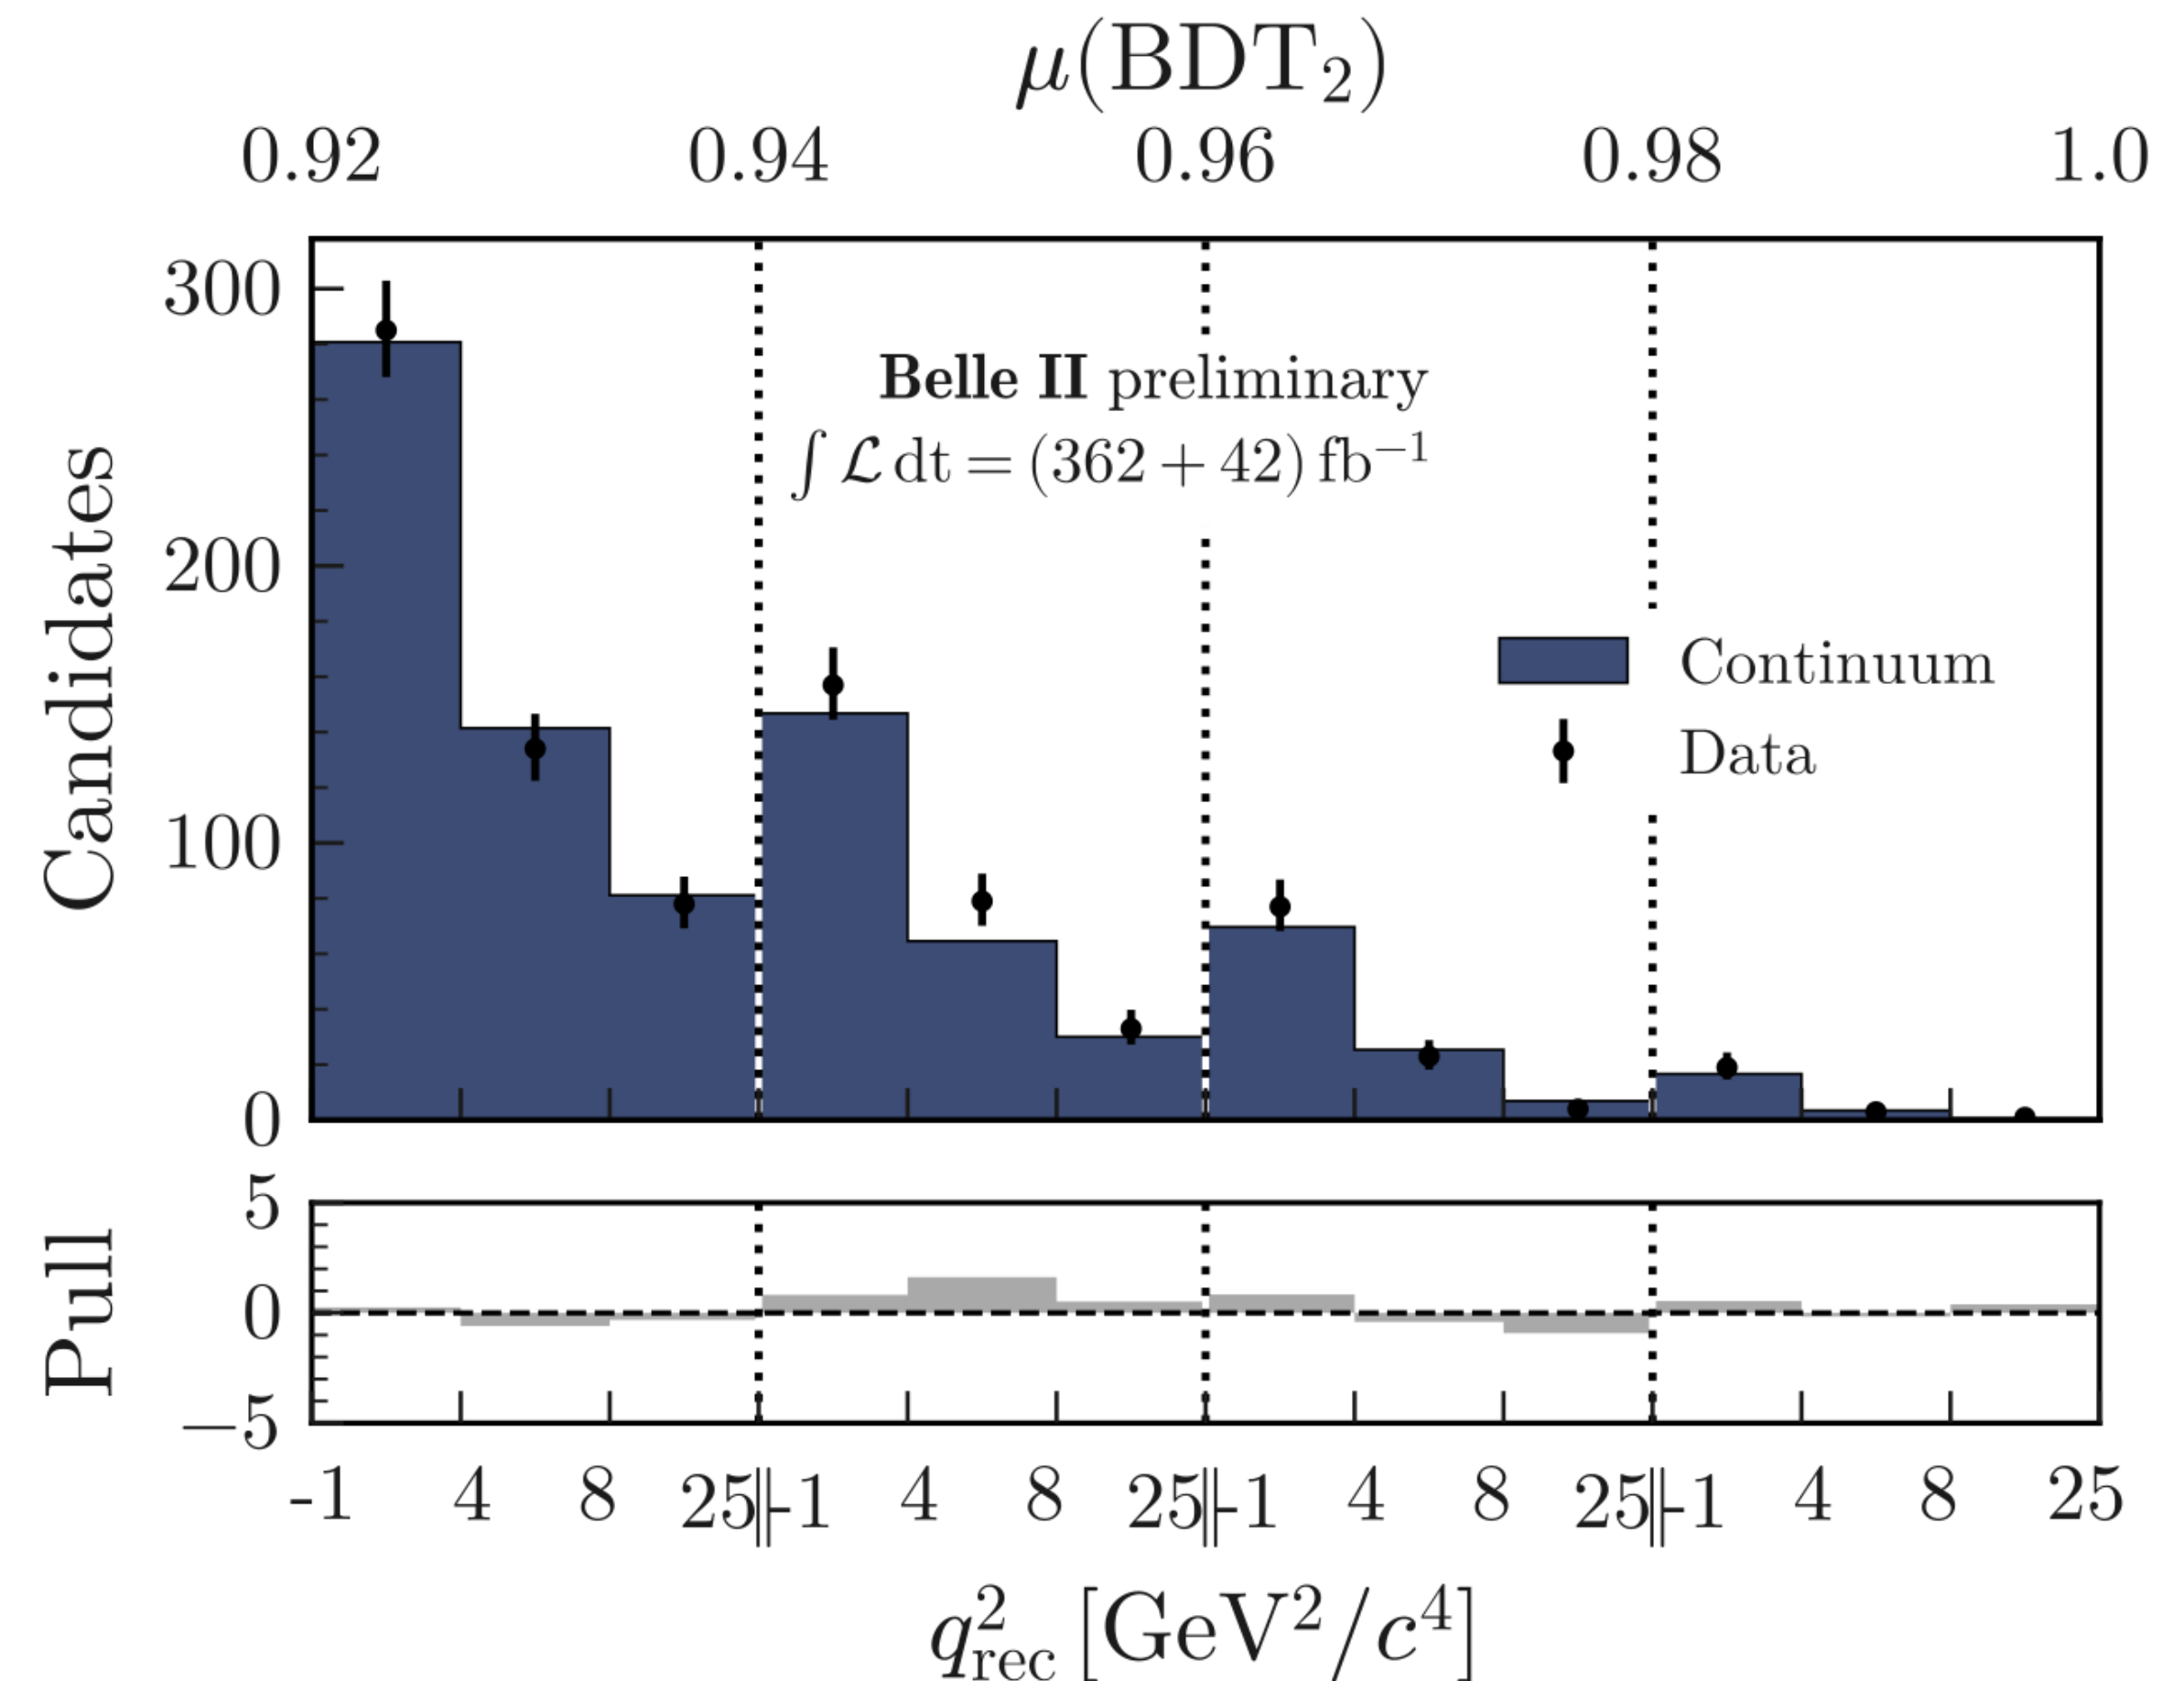 μ(BDT₂)
0.92 0.94 0.96 0.98 1.0
Candidates
300
200
100
0
Belle II preliminary
∫ ℒ dt = (362 + 42) fb⁻¹
Continuum
Data
Pull
5
0
−5
-1 4 8 25||-1 4 8 25||-1 4 8 25||-1 4 8 25
q²rec [GeV²/c⁴]